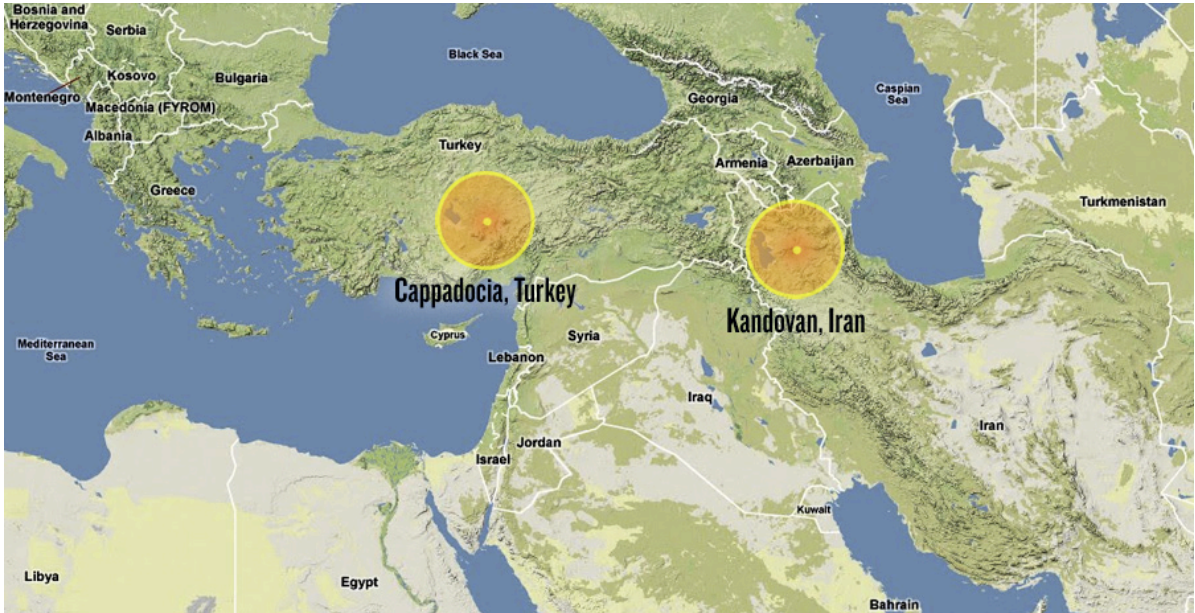 Bosnia and
Herzegovina
Serbia
Black Sea
Kosovo
Bulgaria
Caspian
Sea
Montenegro
Macedonia (FYROM)
Georgia
Albania
Turkey
Armenia
Azerbaijan
Greece
Turkmenistan
Cappadocia, Turkey
Kandovan, Iran
Cyprus
Syria
Mediterranean
Sea
Lebanon
Iraq
Iran
Jordan
Israel
Kuwait
Libya
Egypt
Bahrain